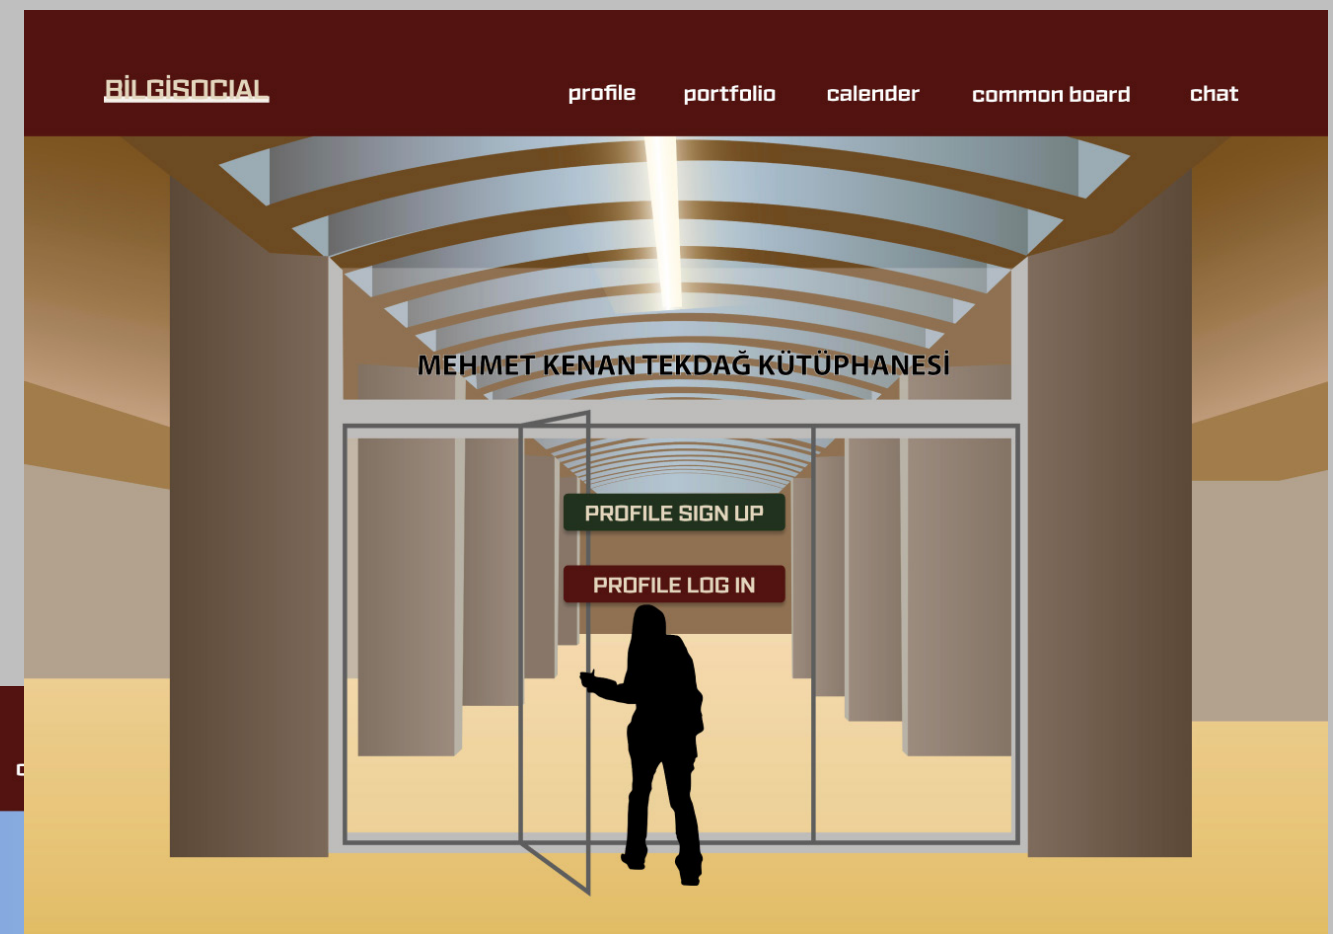 BİLGİSOCIAL
profile portfolio calender common board chat
MEHMET KENAN TEKDAĞ KÜTÜPHANESİ
PROFILE SIGN UP
PROFILE LOG IN